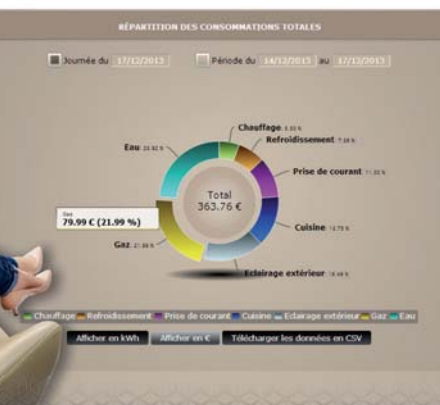 RÉPARTITION DES CONSOMMATIONS TOTALES
Journée du 17/12/2013 Période du 14/12/2013 au 17/12/2013
Chauffage
Refroidissement
Eau
Prise de courant
Total
363.76 €
Gaz
79.99 € (21.99 %)
Cuisine
Gaz
Eclairage extérieur
Chauffage Refroidissement Prise de courant Cuisine Eclairage extérieur Gaz Eau
Afficher en kWh Afficher en € Télécharger les données en CSV